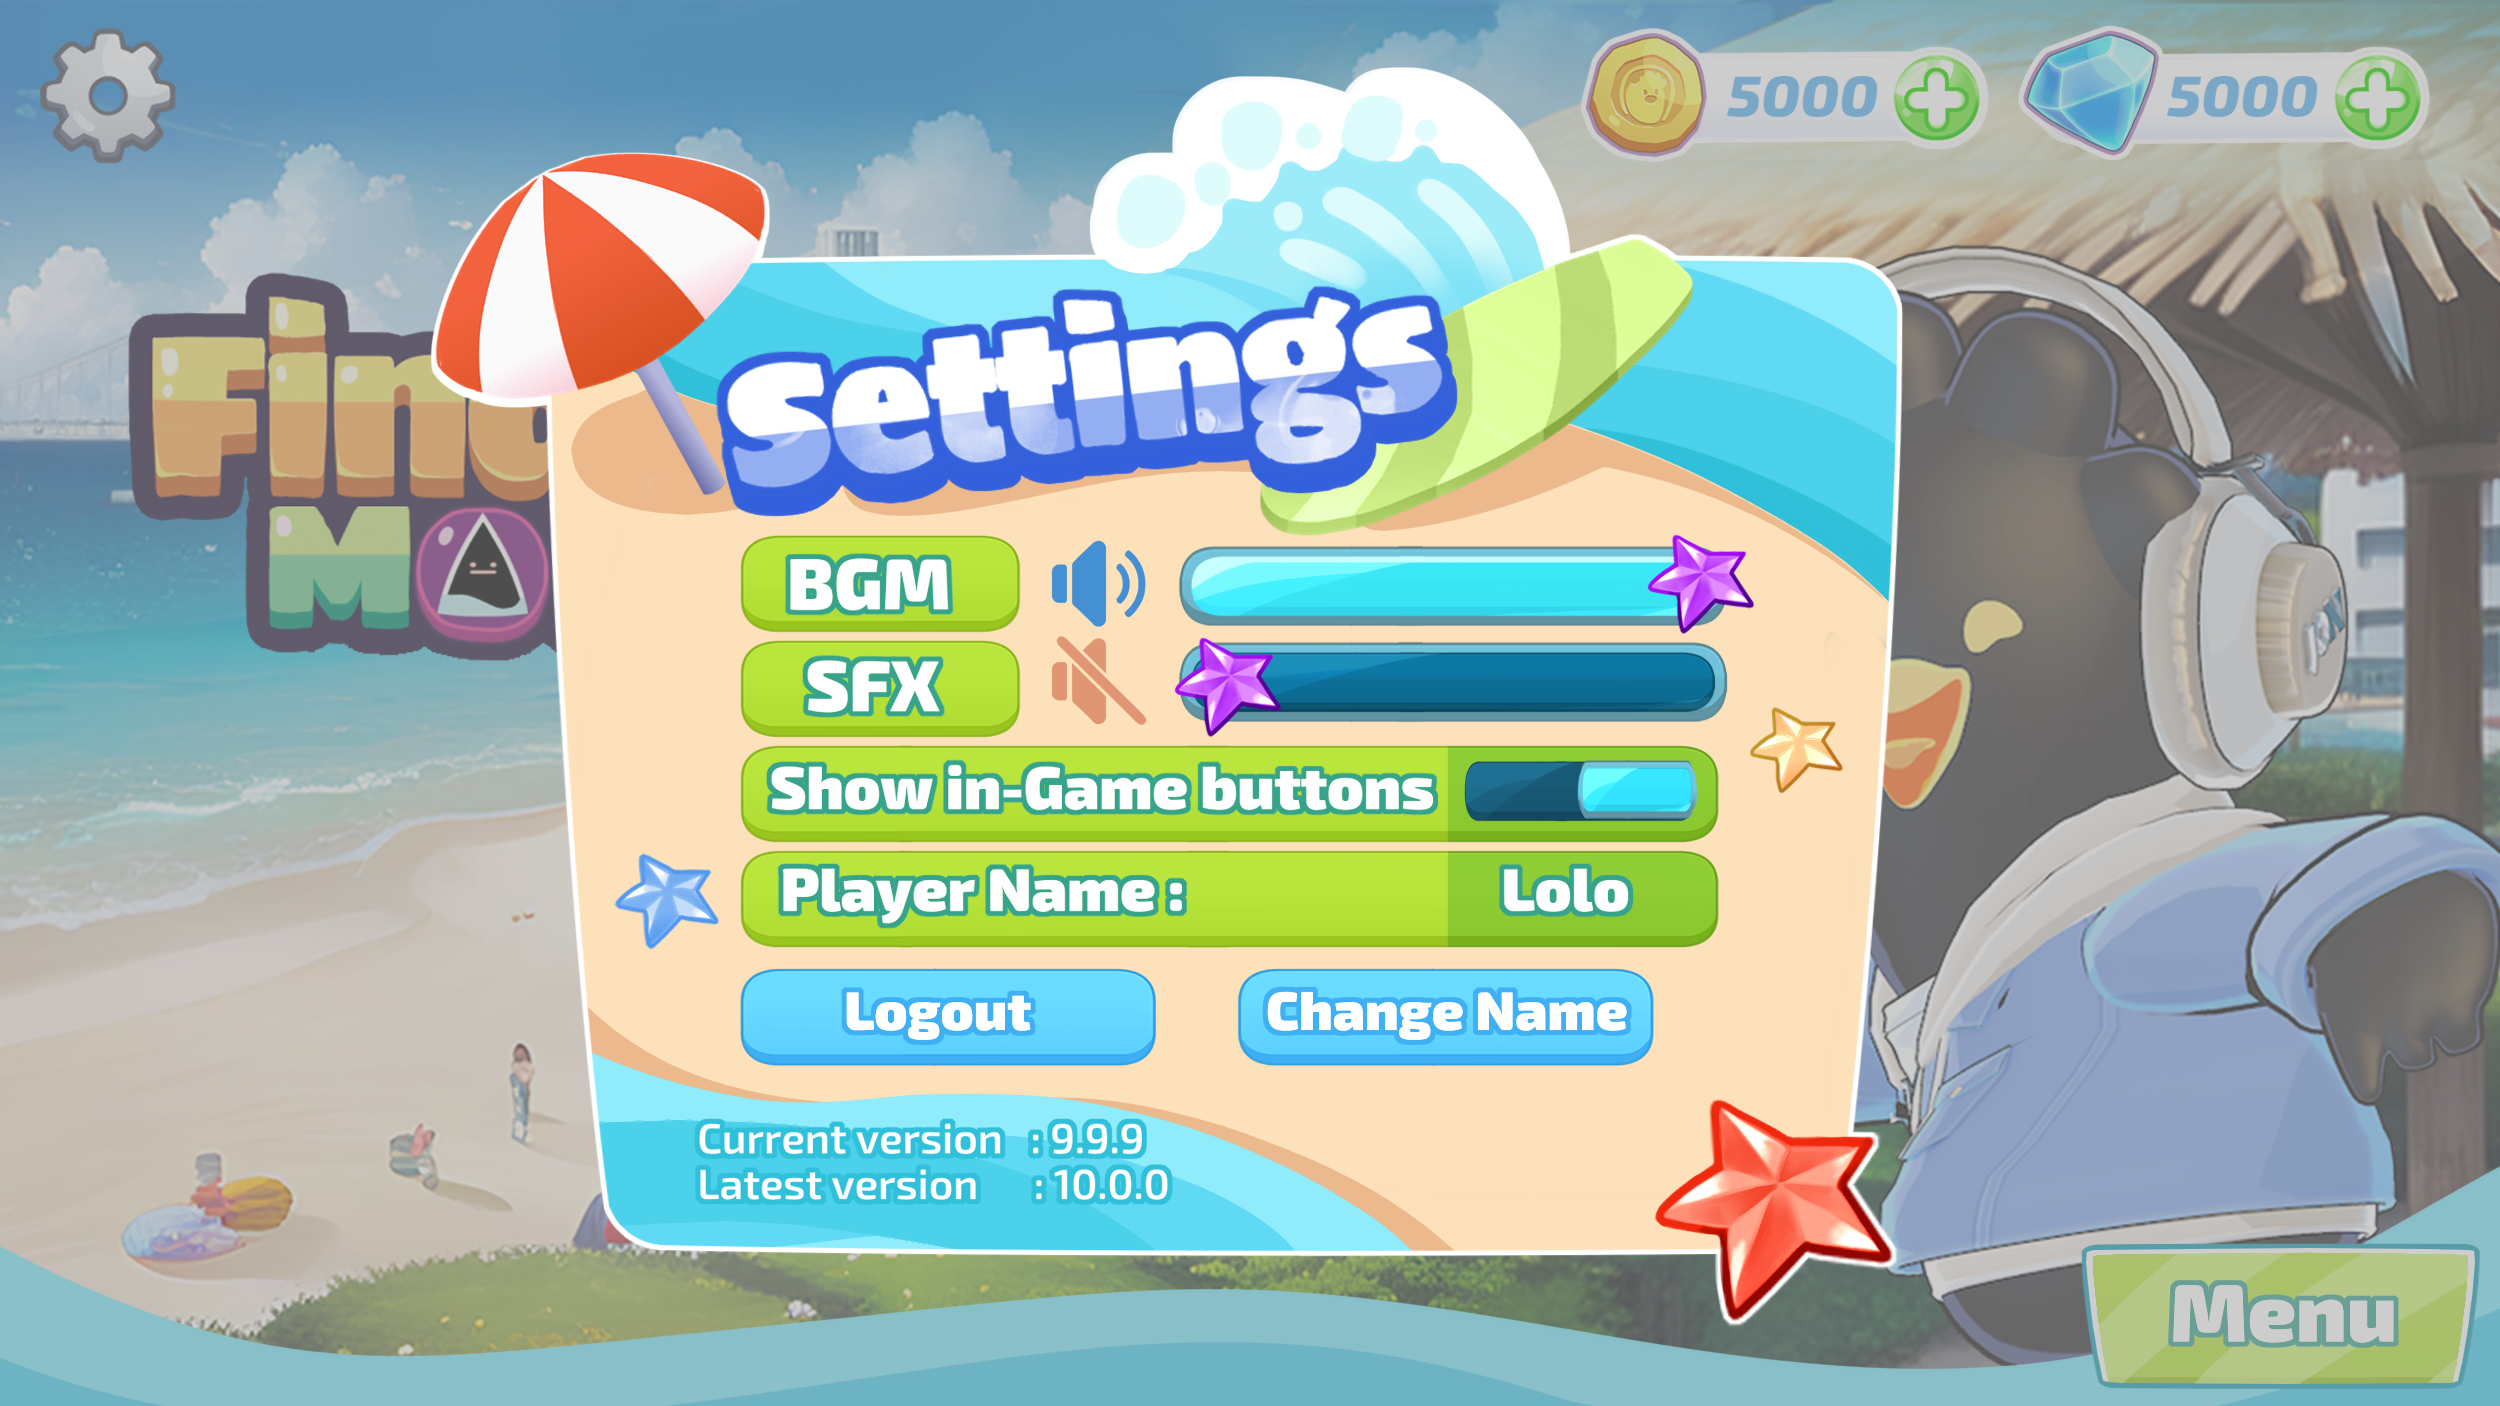 5000
5000
Settings
BGM
SFX
Show in-Game buttons
Player Name :
Lolo
Logout
Change Name
Current version : 9.9.9
Latest version : 10.0.0
Menu